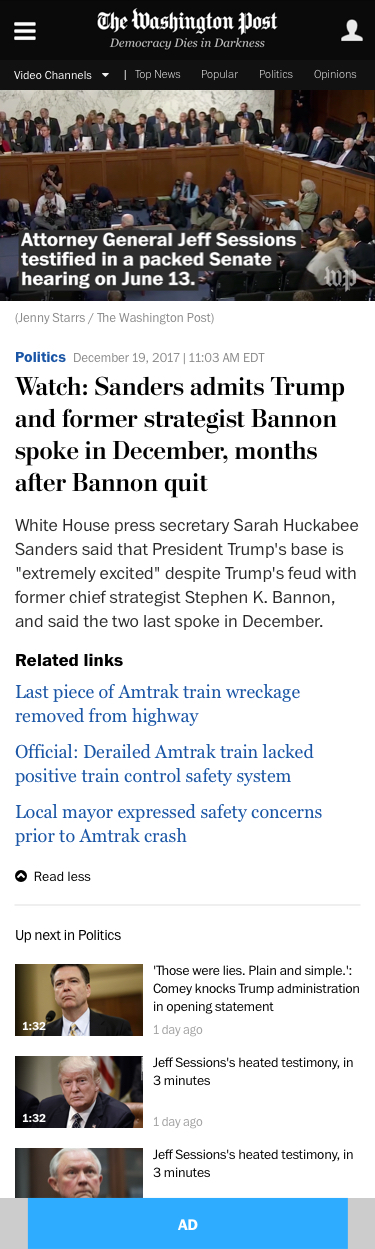 The Washington Post
Democracy Dies in Darkness
Video Channels | Top News Popular Politics Opinions
Attorney General Jeff Sessions
testified in a packed Senate
hearing on June 13.
wp
(Jenny Starrs / The Washington Post)
Politics December 19, 2017 | 11:03 AM EDT
Watch: Sanders admits Trump
and former strategist Bannon
spoke in December, months
after Bannon quit
White House press secretary Sarah Huckabee
Sanders said that President Trump's base is
"extremely excited" despite Trump's feud with
former chief strategist Stephen K. Bannon,
and said the two last spoke in December.
Related links
Last piece of Amtrak train wreckage
removed from highway
Official: Derailed Amtrak train lacked
positive train control safety system
Local mayor expressed safety concerns
prior to Amtrak crash
Read less
Up next in Politics
1:32
'Those were lies. Plain and simple.':
Comey knocks Trump administration
in opening statement
1 day ago
1:32
Jeff Sessions's heated testimony, in
3 minutes
1 day ago
Jeff Sessions's heated testimony, in
3 minutes
AD